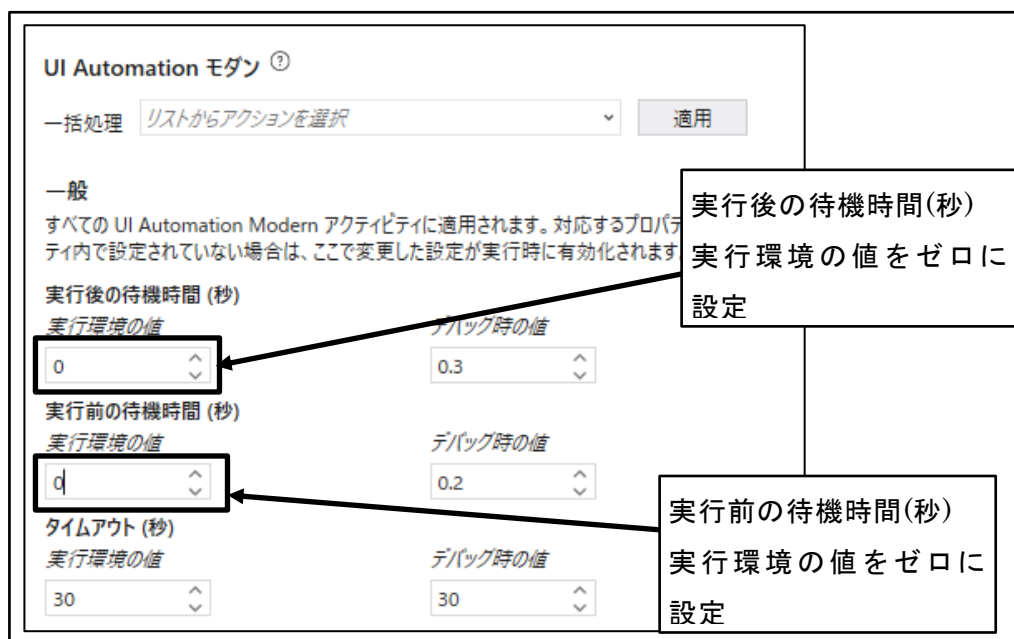 UI Automation モダン ?
一括処理 リストからアクションを選択 適用
一般
すべての UI Automation Modern アクティビティに適用されます。対応するプロパテ
ティ内で設定されていない場合は、ここで変更した設定が実行時に有効化されます
実行後の待機時間 (秒)
実行環境の値 デバッグ時の値
0 0.3
実行前の待機時間 (秒)
実行環境の値 デバッグ時の値
0 0.2
タイムアウト (秒)
実行環境の値 デバッグ時の値
30 30
実行後の待機時間(秒)
実行環境の値をゼロに
設定
実行前の待機時間(秒)
実行環境の値をゼロに
設定